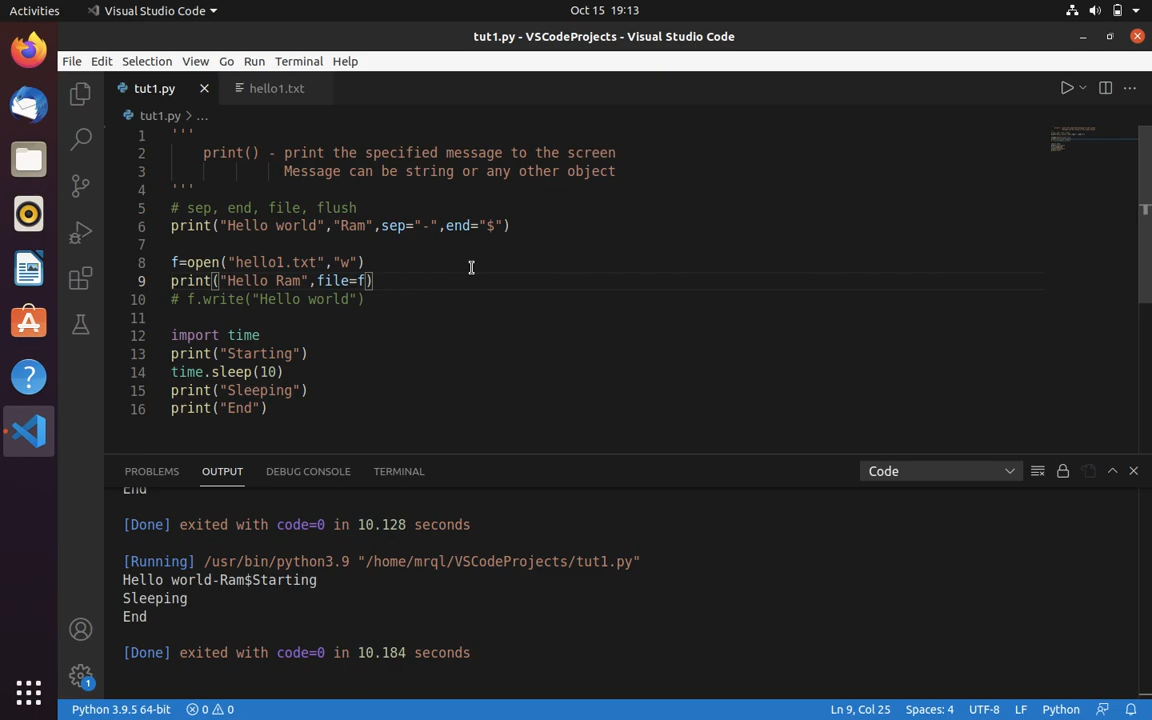 Activities
Visual Studio Code
Oct 15 19:13
tut1.py - VSCodeProjects - Visual Studio Code
File Edit Selection View Go Run Terminal Help
tut1.py
hello1.txt
tut1.py > ...
1 '''
2 print() - print the specified message to the screen
3 Message can be string or any other object
4 '''
5 # sep, end, file, flush
6 print("Hello world","Ram",sep="-",end="$")
7
8 f=open("hello1.txt","w")
9 print("Hello Ram",file=f)
10 # f.write("Hello world")
11
12 import time
13 print("Starting")
14 time.sleep(10)
15 print("Sleeping")
16 print("End")
PROBLEMS OUTPUT DEBUG CONSOLE TERMINAL
Code
End
[Done] exited with code=0 in 10.128 seconds
[Running] /usr/bin/python3.9 "/home/mrql/VSCodeProjects/tut1.py"
Hello world-Ram$Starting
Sleeping
End
[Done] exited with code=0 in 10.184 seconds
1
Python 3.9.5 64-bit 0 0 Ln 9, Col 25 Spaces: 4 UTF-8 LF Python